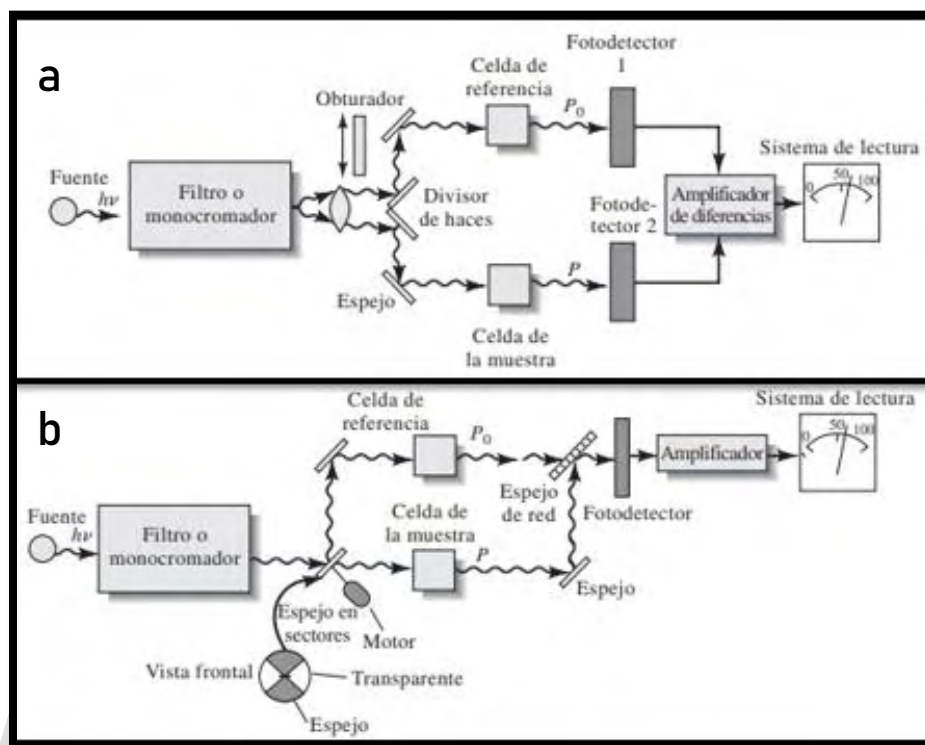 a
Fotodetector
1
Celda de
referencia
P0
Obturador
Sistema de lectura
0 50 100
Fuente
hν
Filtro o
monocromador
Divisor
de haces
Fotode-
tector 2
Amplificador
de diferencias
Espejo
P
Celda de
la muestra
b
Celda de
referencia
P0
Sistema de lectura
0 50 100
Amplificador
Espejo
de red
Fotodetector
Fuente
hν
Filtro o
monocromador
Celda de
la muestra
P
Espejo
Espejo en
sectores
Motor
Vista frontal
Transparente
Espejo